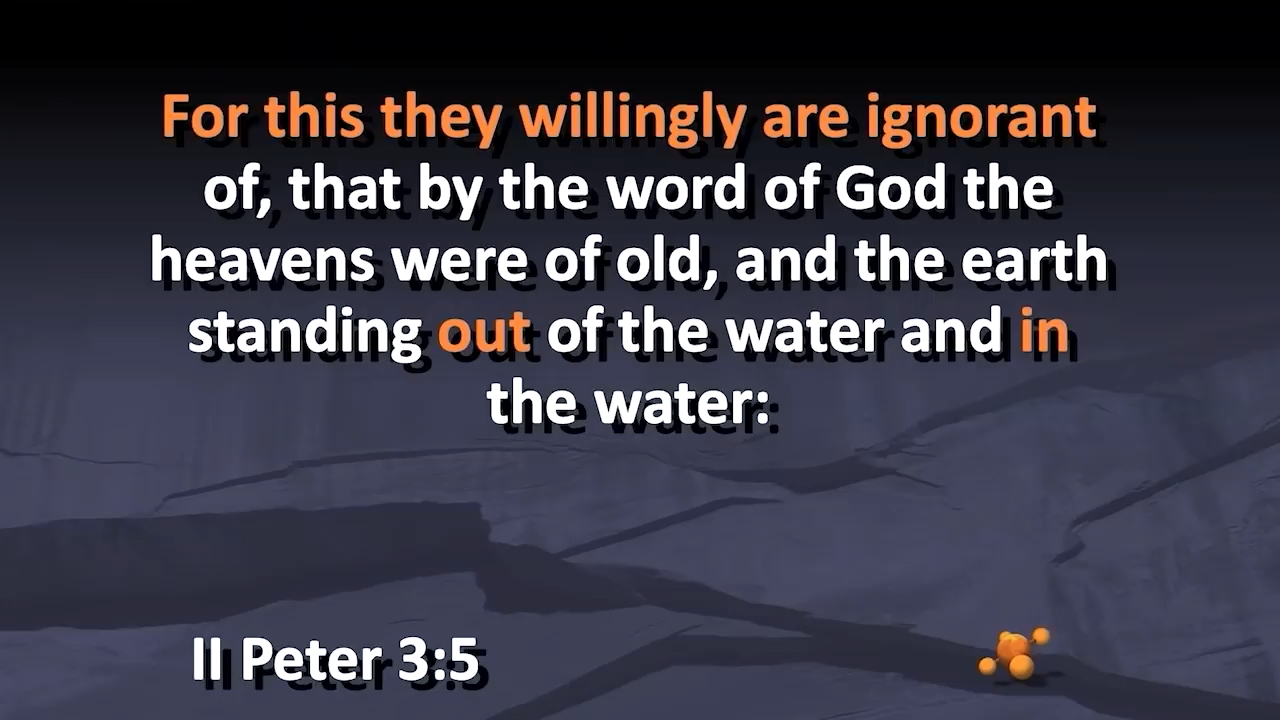 For this they willingly are ignorant
of, that by the word of God the
heavens were of old, and the earth
standing out of the water and in
the water:
II Peter 3:5